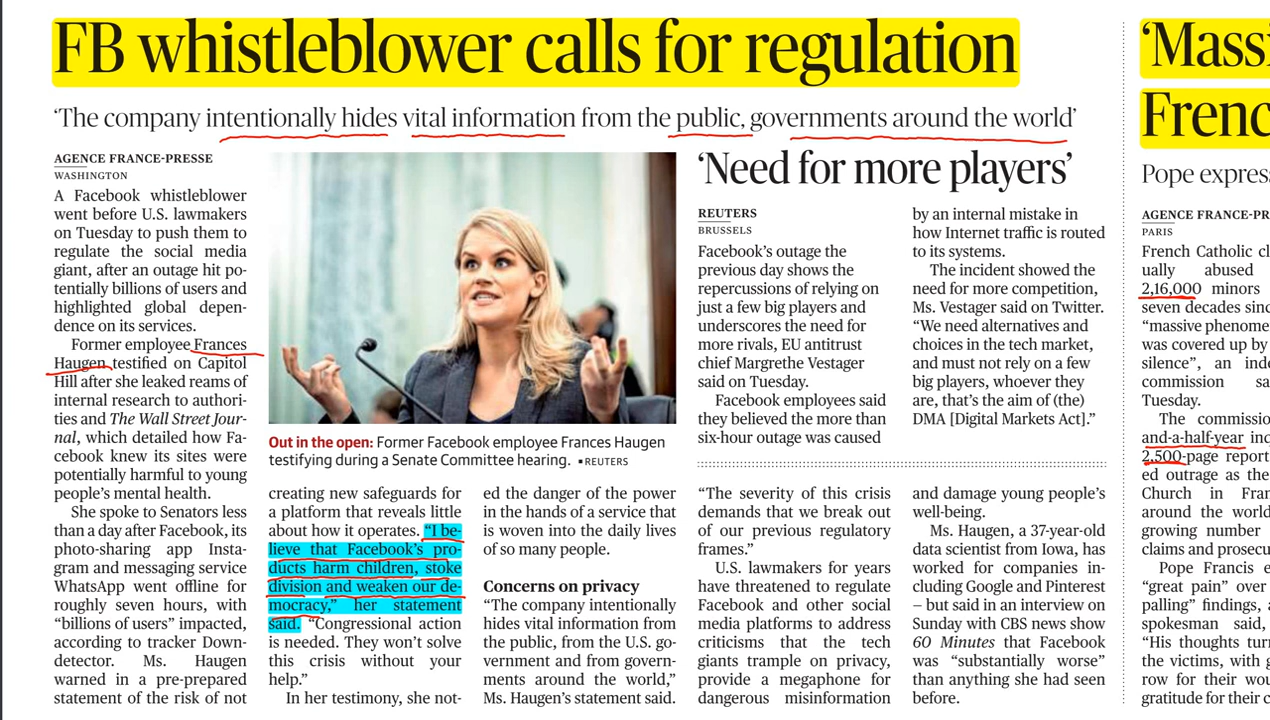 FB whistleblower calls for regulation
‘The company intentionally hides vital information from the public, governments around the world’
AGENCE FRANCE-PRESSE
WASHINGTON
A Facebook whistleblower
went before U.S. lawmakers
on Tuesday to push them to
regulate the social media
giant, after an outage hit po-
tentially billions of users and
highlighted global depen-
dence on its services.
Former employee Frances
Haugen testified on Capitol
Hill after she leaked reams of
internal research to authori-
ties and The Wall Street Jour-
nal, which detailed how Fa-
cebook knew its sites were
potentially harmful to young
people’s mental health.
She spoke to Senators less
than a day after Facebook, its
photo-sharing app Insta-
gram and messaging service
WhatsApp went offline for
roughly seven hours, with
“billions of users” impacted,
according to tracker Down-
detector. Ms. Haugen
warned in a pre-prepared
statement of the risk of not
Out in the open: Former Facebook employee Frances Haugen
testifying during a Senate Committee hearing. ▪REUTERS
creating new safeguards for
a platform that reveals little
about how it operates. “I be-
lieve that Facebook’s pro-
ducts harm children, stoke
division and weaken our de-
mocracy,” her statement
said. “Congressional action
is needed. They won’t solve
this crisis without your
help.”
In her testimony, she not-
ed the danger of the power
in the hands of a service that
is woven into the daily lives
of so many people.
Concerns on privacy
“The company intentionally
hides vital information from
the public, from the U.S. go-
vernment and from govern-
ments around the world,”
Ms. Haugen’s statement said.
“The severity of this crisis
demands that we break out
of our previous regulatory
frames.”
U.S. lawmakers for years
have threatened to regulate
Facebook and other social
media platforms to address
criticisms that the tech
giants trample on privacy,
provide a megaphone for
dangerous misinformation
and damage young people’s
well-being.
Ms. Haugen, a 37-year-old
data scientist from Iowa, has
worked for companies in-
cluding Google and Pinterest
– but said in an interview on
Sunday with CBS news show
60 Minutes that Facebook
was “substantially worse”
than anything she had seen
before.
‘Need for more players’
REUTERS
BRUSSELS
Facebook’s outage the
previous day shows the
repercussions of relying on
just a few big players and
underscores the need for
more rivals, EU antitrust
chief Margrethe Vestager
said on Tuesday.
Facebook employees said
they believed the more than
six-hour outage was caused
by an internal mistake in
how Internet traffic is routed
to its systems.
The incident showed the
need for more competition,
Ms. Vestager said on Twitter.
“We need alternatives and
choices in the tech market,
and must not rely on a few
big players, whoever they
are, that’s the aim of (the)
DMA [Digital Markets Act].”
‘Massi
Frenc
Pope express
AGENCE FRANCE-PR
PARIS
French Catholic cl
ually abused
2,16,000 minors
seven decades sinc
“massive phenome
was covered up by
silence”, an inde
commission sa
Tuesday.
The commissio
and-a-half-year inq
2,500-page report
ed outrage as the
Church in Fran
around the world
growing number
claims and prosecu
Pope Francis e
“great pain” over
palling” findings, a
spokesman said,
“His thoughts turn
the victims, with g
row for their wou
gratitude for their c